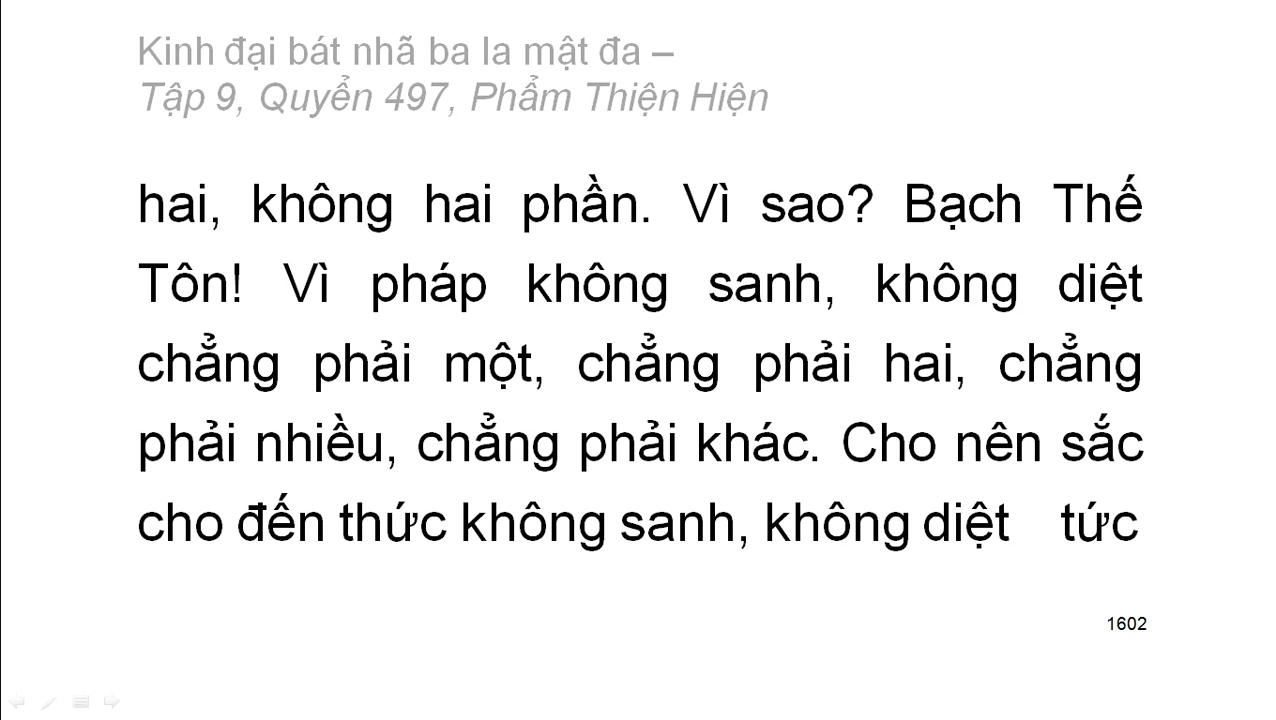 Kinh đại bát nhã ba la mật đa –
Tập 9, Quyển 497, Phẩm Thiện Hiện
hai, không hai phần. Vì sao? Bạch Thế
Tôn! Vì pháp không sanh, không diệt
chẳng phải một, chẳng phải hai, chẳng
phải nhiều, chẳng phải khác. Cho nên sắc
cho đến thức không sanh, không diệt tức
1602